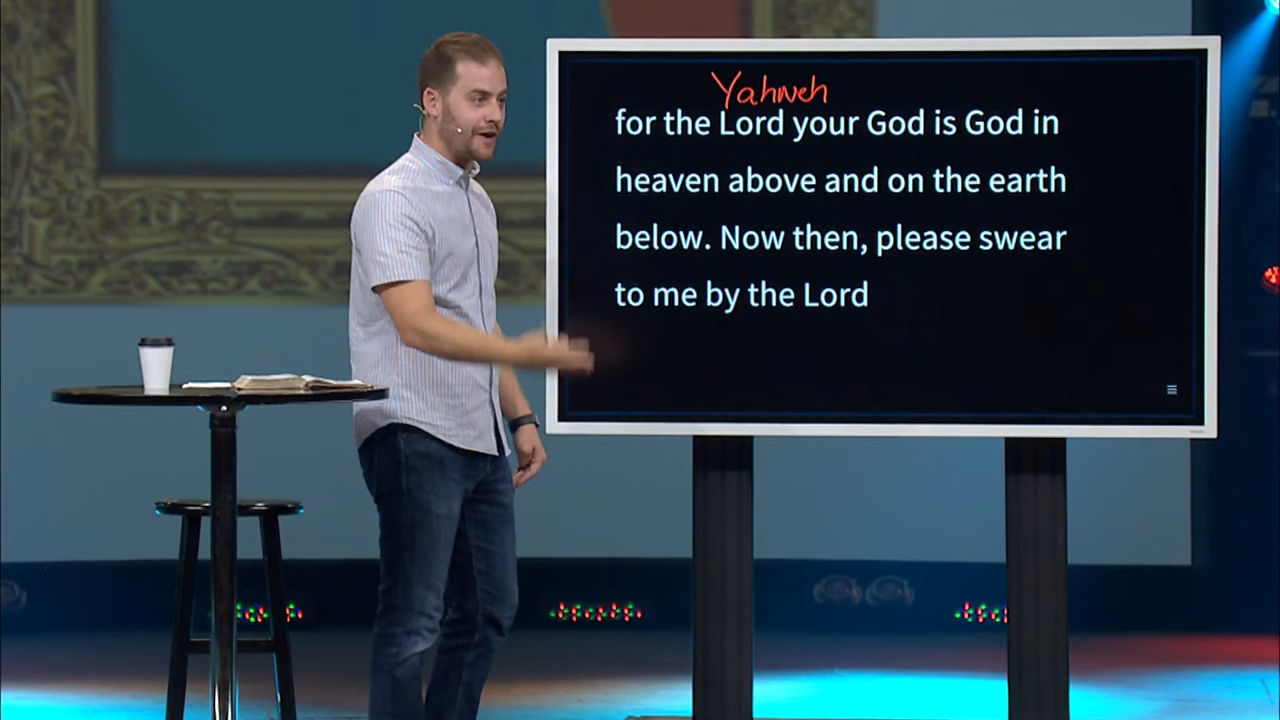 Yahweh
for the Lord your God is God in
heaven above and on the earth
below. Now then, please swear
to me by the Lord